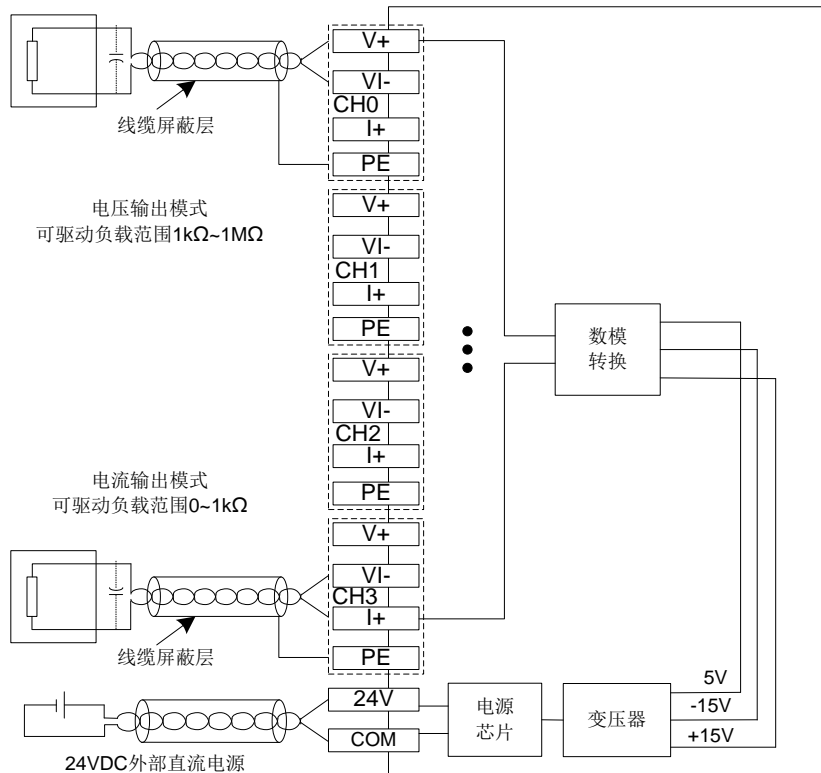 V+
VI-
CH0
I+
PE
线缆屏蔽层
电压输出模式
可驱动负载范围1kΩ~1MΩ
V+
VI-
CH1
I+
PE
数模
转换
V+
VI-
CH2
I+
PE
电流输出模式
可驱动负载范围0~1kΩ
V+
VI-
CH3
I+
PE
线缆屏蔽层
24V
COM
24VDC外部直流电源
电源
芯片
变压器
5V
-15V
+15V